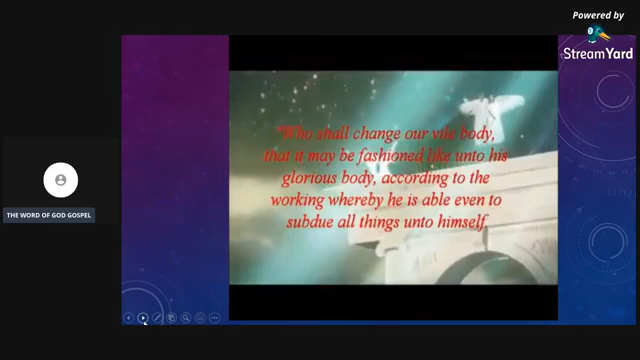 Powered by
StreamYard
"Who shall change our vile body,
that it may be fashioned like unto his
glorious body, according to the
working whereby he is able even to
subdue all things unto himself.
THE WORD OF GOD GOSPEL